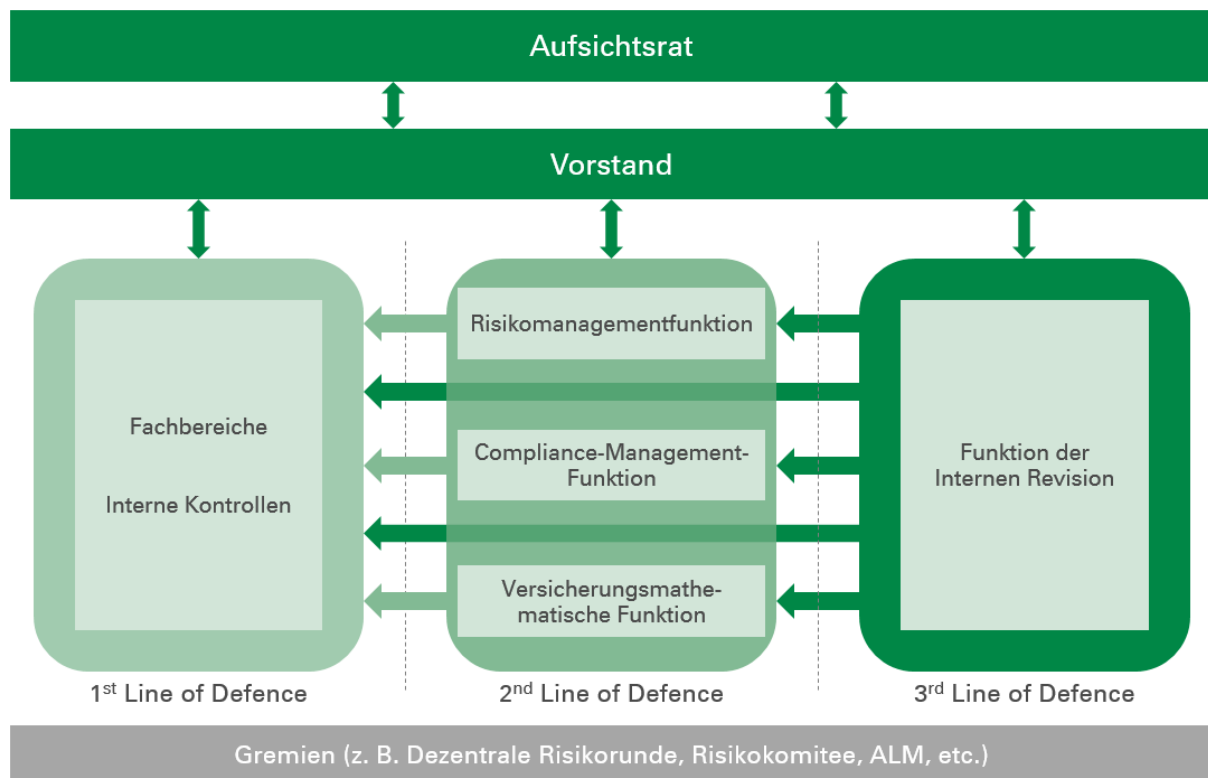 Aufsichtsrat
Vorstand
Fachbereiche
Interne Kontrollen
Risikomanagementfunktion
Compliance-Management-
Funktion
Versicherungsmathe-
matische Funktion
Funktion der
Internen Revision
1st Line of Defence
2nd Line of Defence
3rd Line of Defence
Gremien (z. B. Dezentrale Risikorunde, Risikokomitee, ALM, etc.)